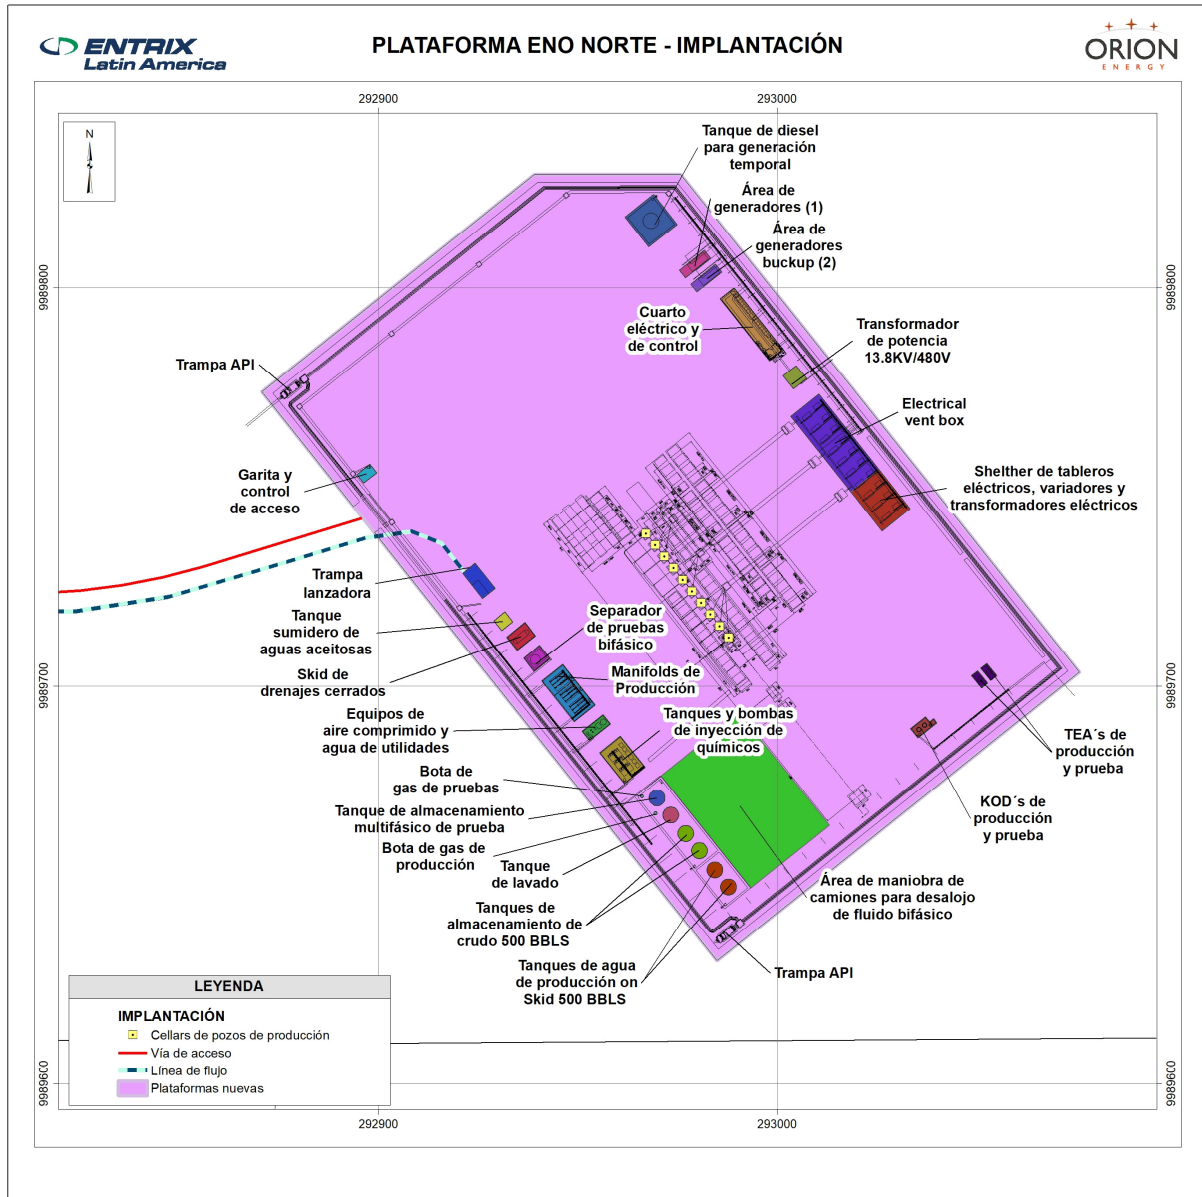 ENTRIX
Latin America
PLATAFORMA ENO NORTE - IMPLANTACIÓN
ORION
ENERGY
292900
293000
N
Tanque de diesel
para generación
temporal
Área de
generadores (1)
Área de
generadores
buckup (2)
9989800
9989800
Cuarto
eléctrico y
de control
Transformador
de potencia
13.8KV/480V
Trampa API
Electrical
vent box
Garita y
control
de acceso
Shelther de tableros
eléctricos, variadores y
transformadores eléctricos
Trampa
lanzadora
Tanque
sumidero de
aguas aceitosas
Separador
de pruebas
bifásico
Skid de
drenajes cerrados
Manifolds de
Producción
9989700
9989700
Equipos de
aire comprimido y
agua de utilidades
Tanques y bombas
de inyección de
químicos
TEA´s de
producción
y prueba
Bota de
gas de pruebas
Tanque de almacenamiento
multifásico de prueba
KOD´s de
producción
y prueba
Bota de gas de
producción
Tanque
de lavado
Área de maniobra de
camiones para desalojo
de fluido bifásico
Tanques de
almacenamiento de
crudo 500 BBLS
Tanques de agua
de producción on
Skid 500 BBLS
Trampa API
LEYENDA
IMPLANTACIÓN
Cellars de pozos de producción
Vía de acceso
Línea de flujo
Plataformas nuevas
9989600
9989600
292900
293000